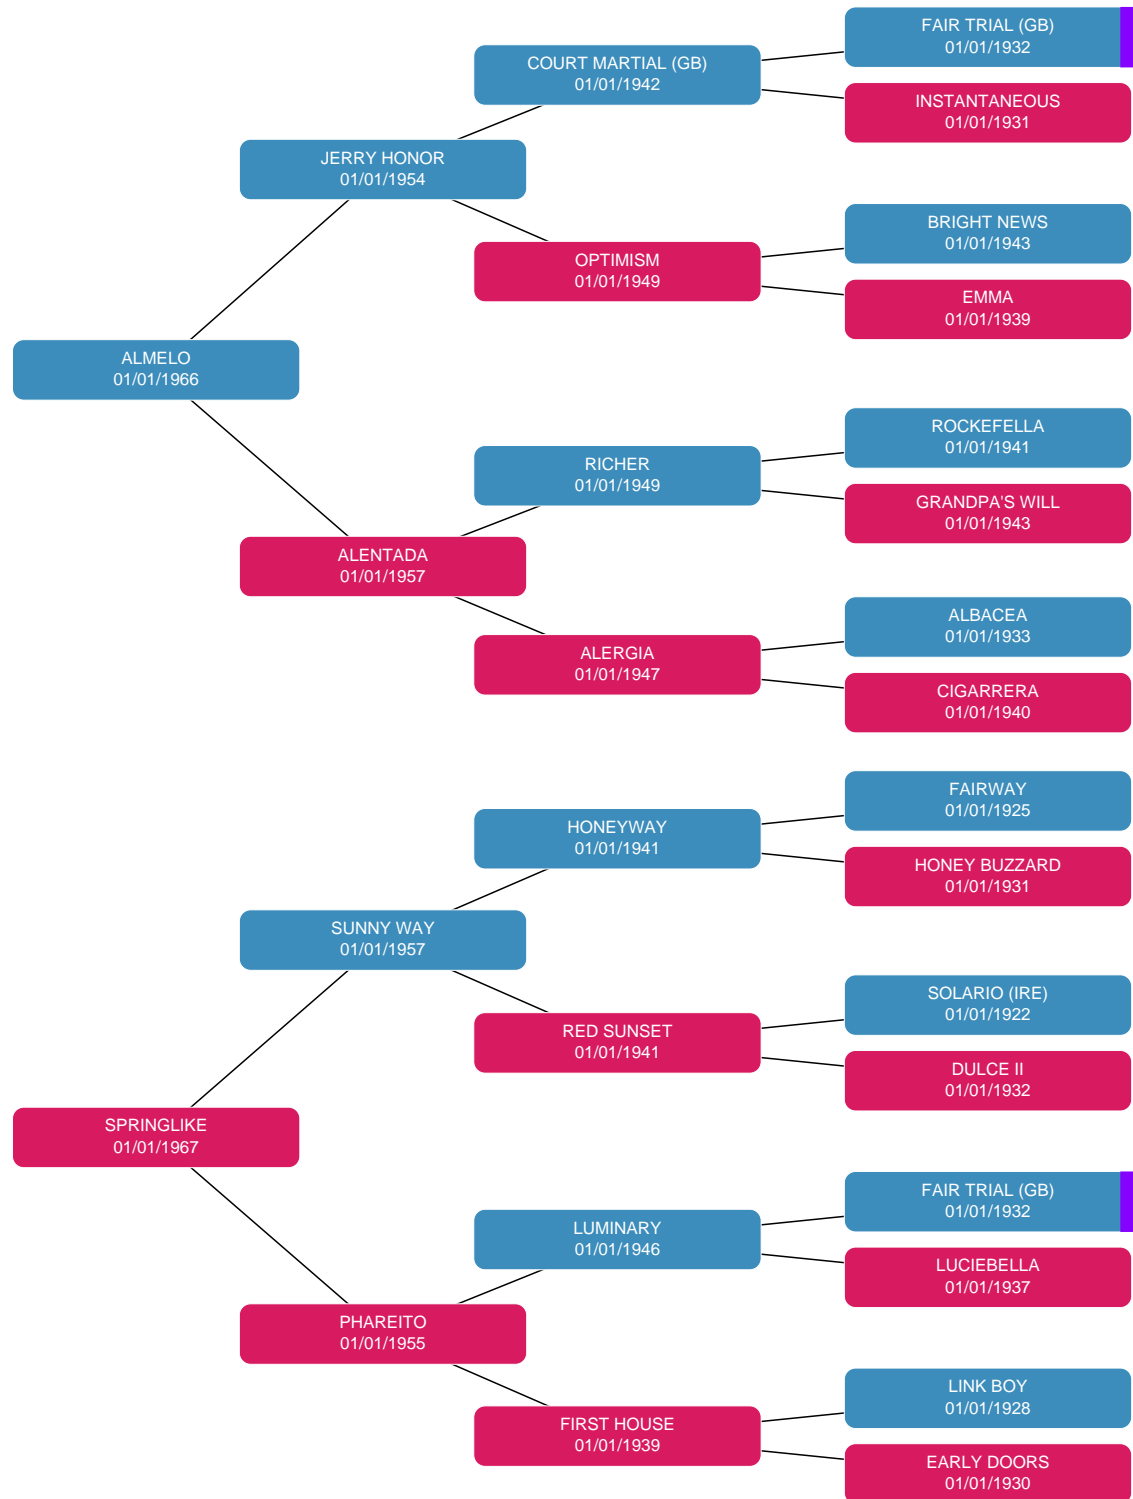 FAIR TRIAL (GB)
01/01/1932
COURT MARTIAL (GB)
01/01/1942
INSTANTANEOUS
01/01/1931
JERRY HONOR
01/01/1954
BRIGHT NEWS
01/01/1943
OPTIMISM
01/01/1949
EMMA
01/01/1939
ALMELO
01/01/1966
ROCKEFELLA
01/01/1941
RICHER
01/01/1949
GRANDPA'S WILL
01/01/1943
ALENTADA
01/01/1957
ALBACEA
01/01/1933
ALERGIA
01/01/1947
CIGARRERA
01/01/1940
FAIRWAY
01/01/1925
HONEYWAY
01/01/1941
HONEY BUZZARD
01/01/1931
SUNNY WAY
01/01/1957
SOLARIO (IRE)
01/01/1922
RED SUNSET
01/01/1941
DULCE II
01/01/1932
SPRINGLIKE
01/01/1967
FAIR TRIAL (GB)
01/01/1932
LUMINARY
01/01/1946
LUCIEBELLA
01/01/1937
PHAREITO
01/01/1955
LINK BOY
01/01/1928
FIRST HOUSE
01/01/1939
EARLY DOORS
01/01/1930